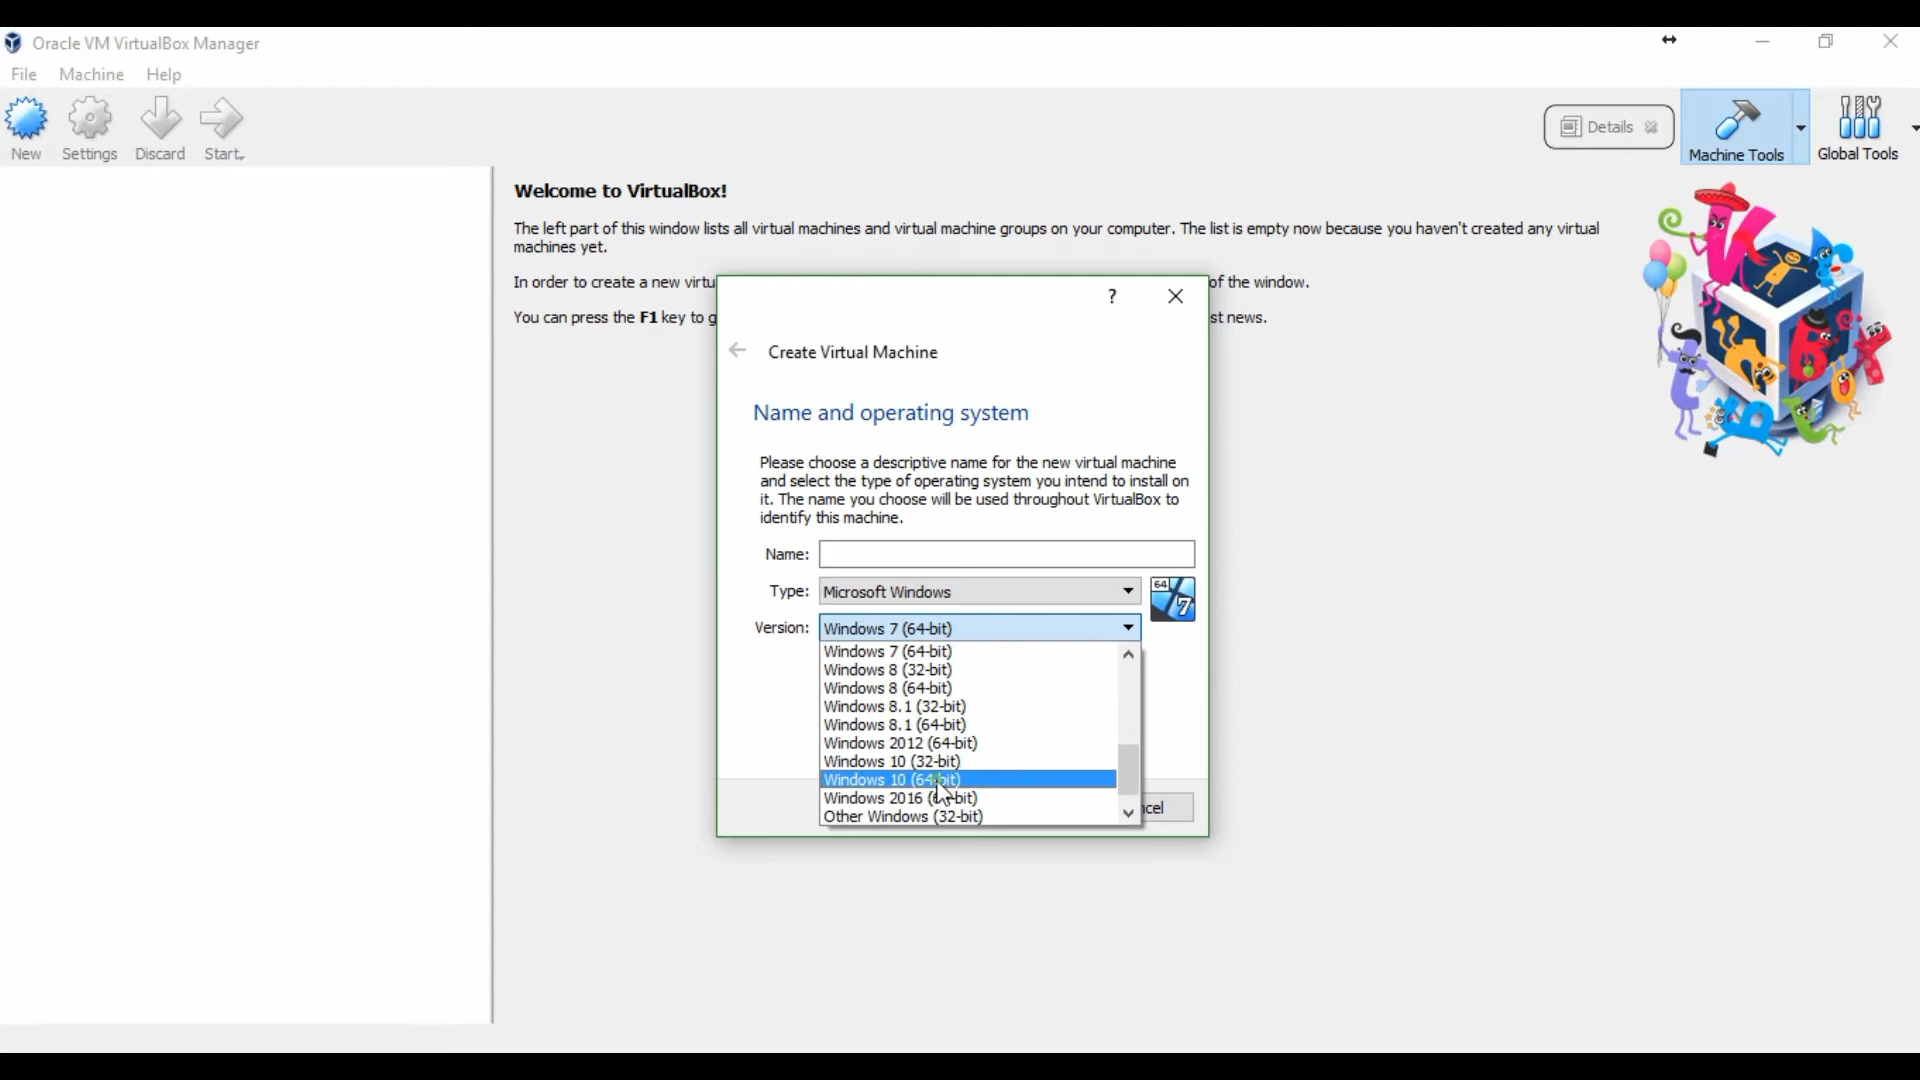 Oracle VM VirtualBox Manager
File Machine Help
New Settings Discard Start
Details
Machine Tools
Global Tools
Welcome to VirtualBox!
The left part of this window lists all virtual machines and virtual machine groups on your computer. The list is empty now because you haven't created any virtual
machines yet.
In order to create a new virtu
of the window.
You can press the F1 key to g
st news.
?
Create Virtual Machine
Name and operating system
Please choose a descriptive name for the new virtual machine
and select the type of operating system you intend to install on
it. The name you choose will be used throughout VirtualBox to
identify this machine.
Name:
Type: Microsoft Windows
64
7
Version: Windows 7 (64-bit)
Windows 7 (64-bit)
Windows 8 (32-bit)
Windows 8 (64-bit)
Windows 8.1 (32-bit)
Windows 8.1 (64-bit)
Windows 2012 (64-bit)
Windows 10 (32-bit)
Windows 10 (64-bit)
Windows 2016 (64-bit)
Other Windows (32-bit)
ncel